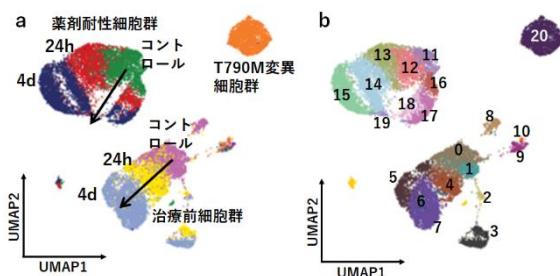 a
薬剤耐性細胞群
24h
コント
ロール
4d
T790M変異
細胞群
コント
ロール
24h
4d
治療前細胞群
UMAP2
UMAP1
b
20
13
11
12
14
16
15
18
17
19
8
10
9
0
1
5
4
2
6
7
3
UMAP2
UMAP1